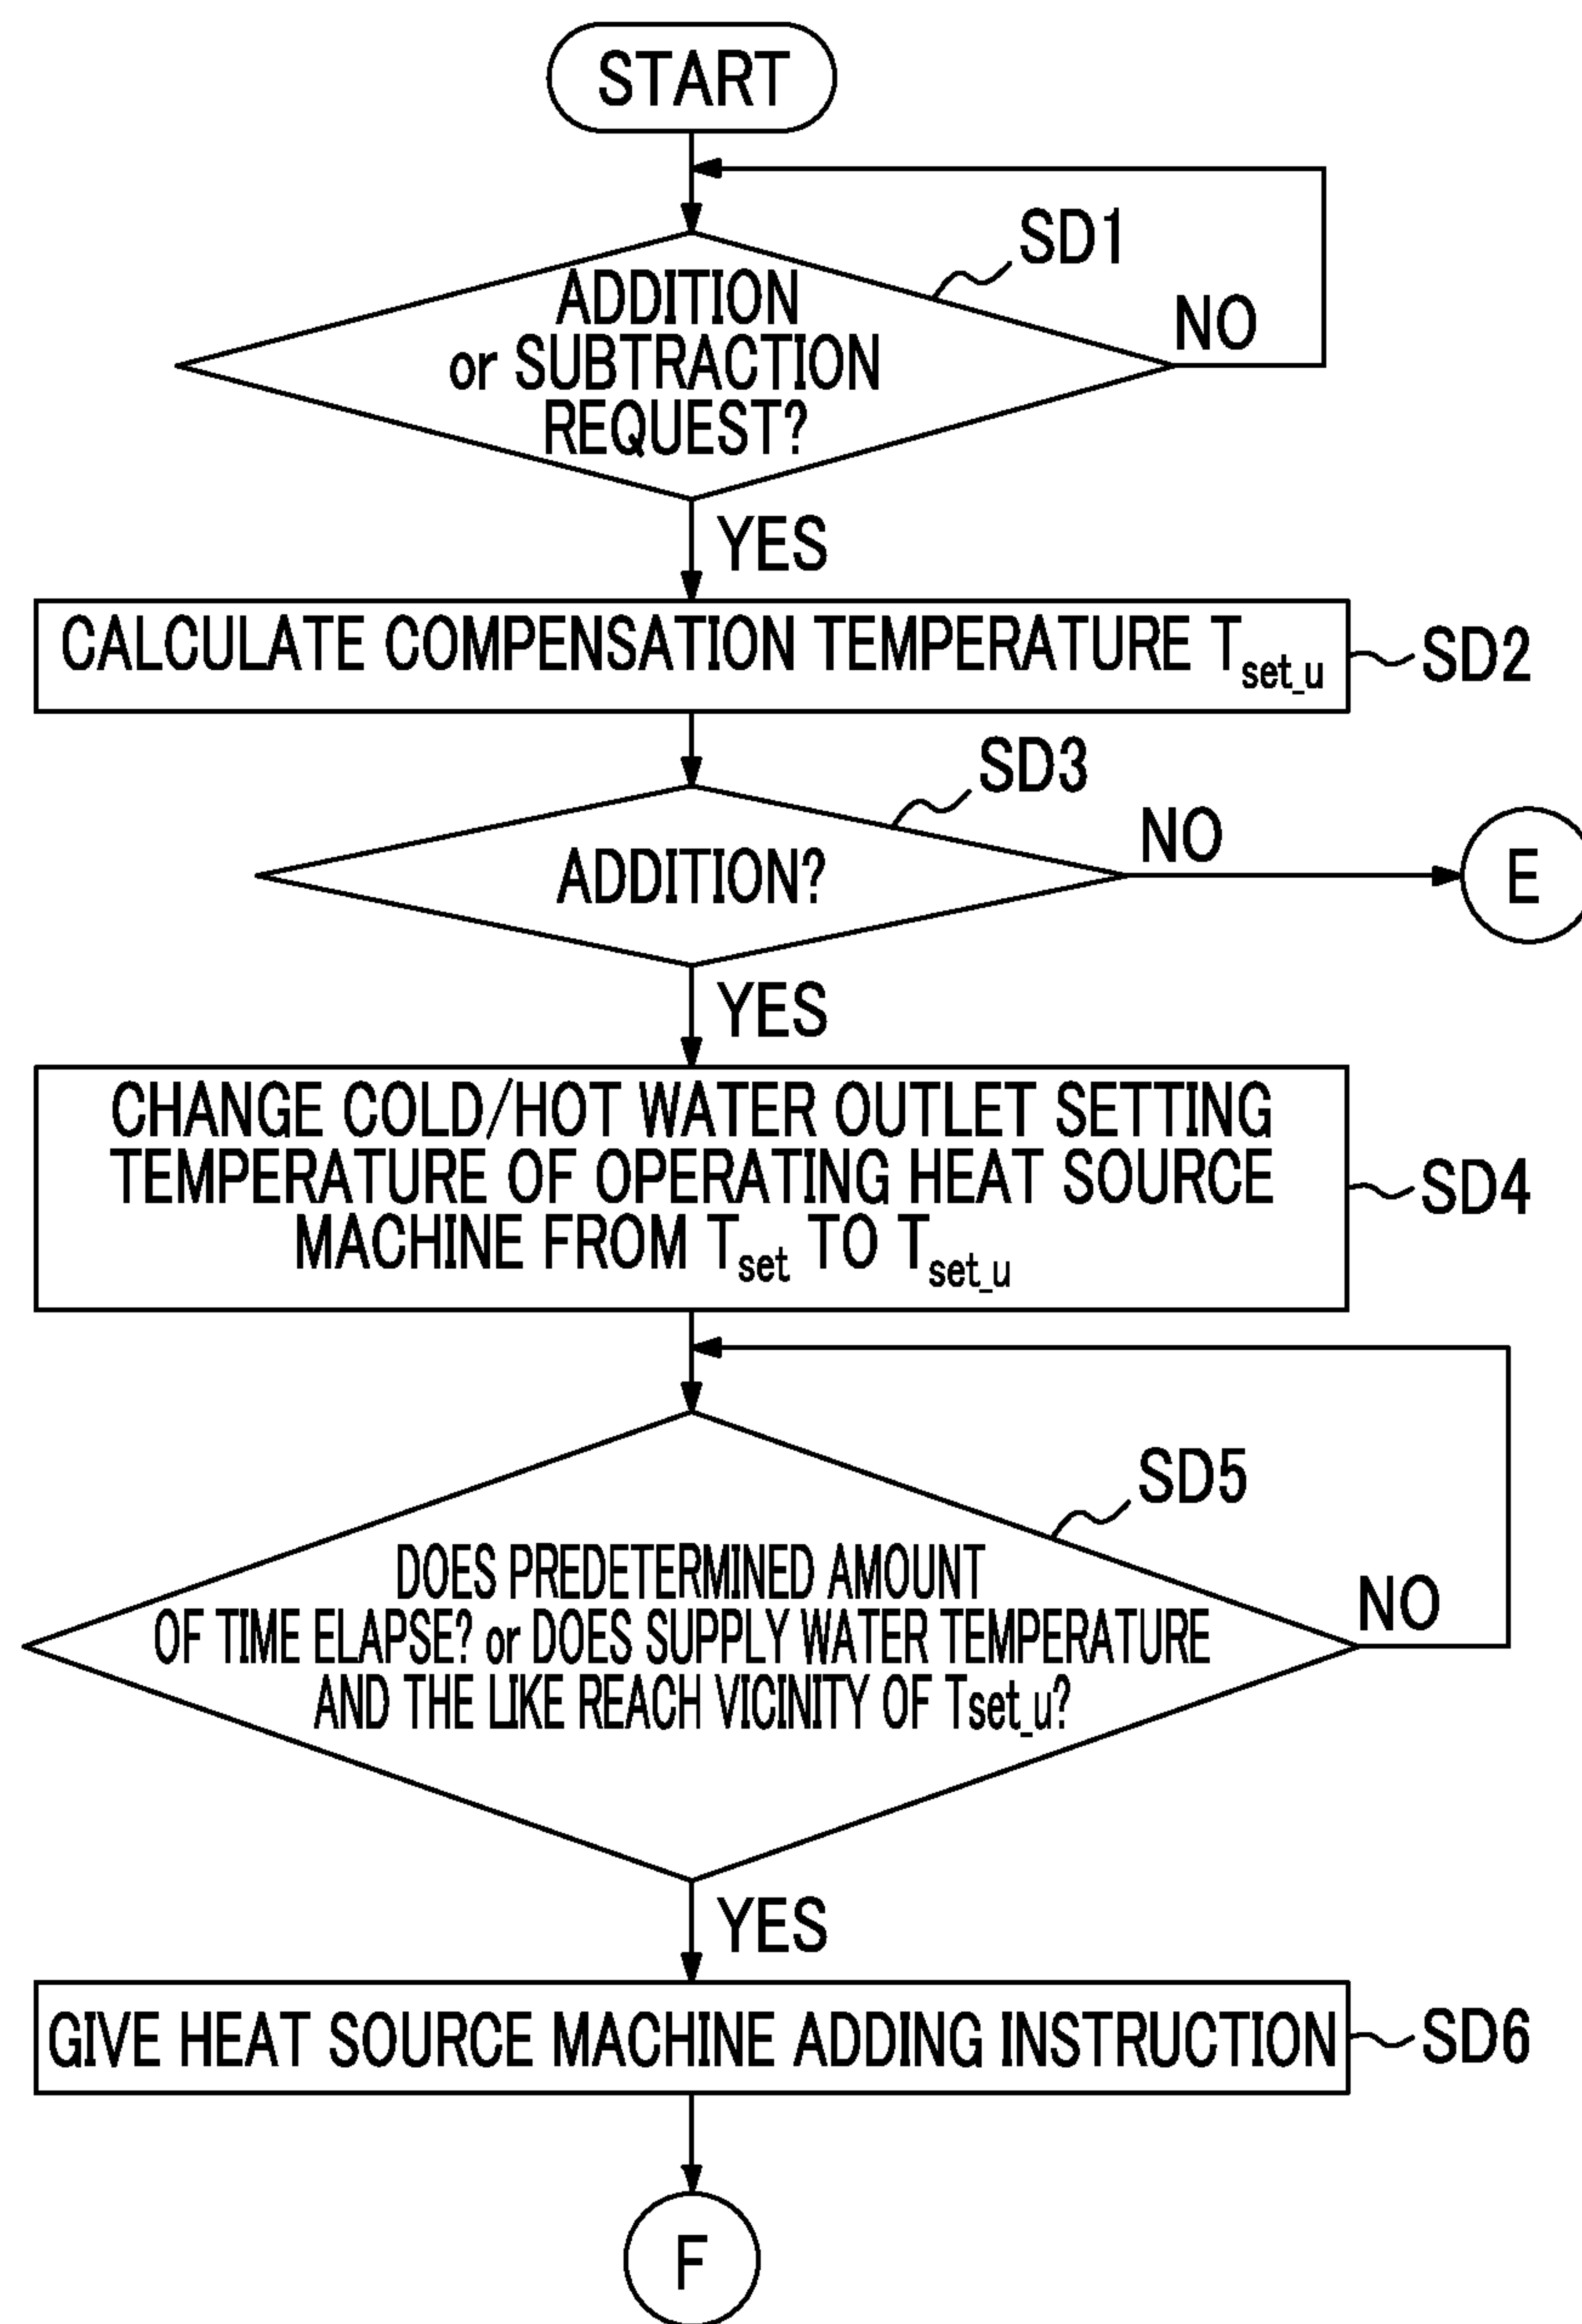 START
SD1
ADDITION
or SUBTRACTION
REQUEST?
NO
YES
CALCULATE COMPENSATION TEMPERATURE Tset_u
SD2
SD3
ADDITION?
NO
E
YES
CHANGE COLD/HOT WATER OUTLET SETTING
TEMPERATURE OF OPERATING HEAT SOURCE
MACHINE FROM Tset TO Tset_u
SD4
SD5
DOES PREDETERMINED AMOUNT
OF TIME ELAPSE? or DOES SUPPLY WATER TEMPERATURE
AND THE LIKE REACH VICINITY OF Tset_u?
NO
YES
GIVE HEAT SOURCE MACHINE ADDING INSTRUCTION
SD6
F